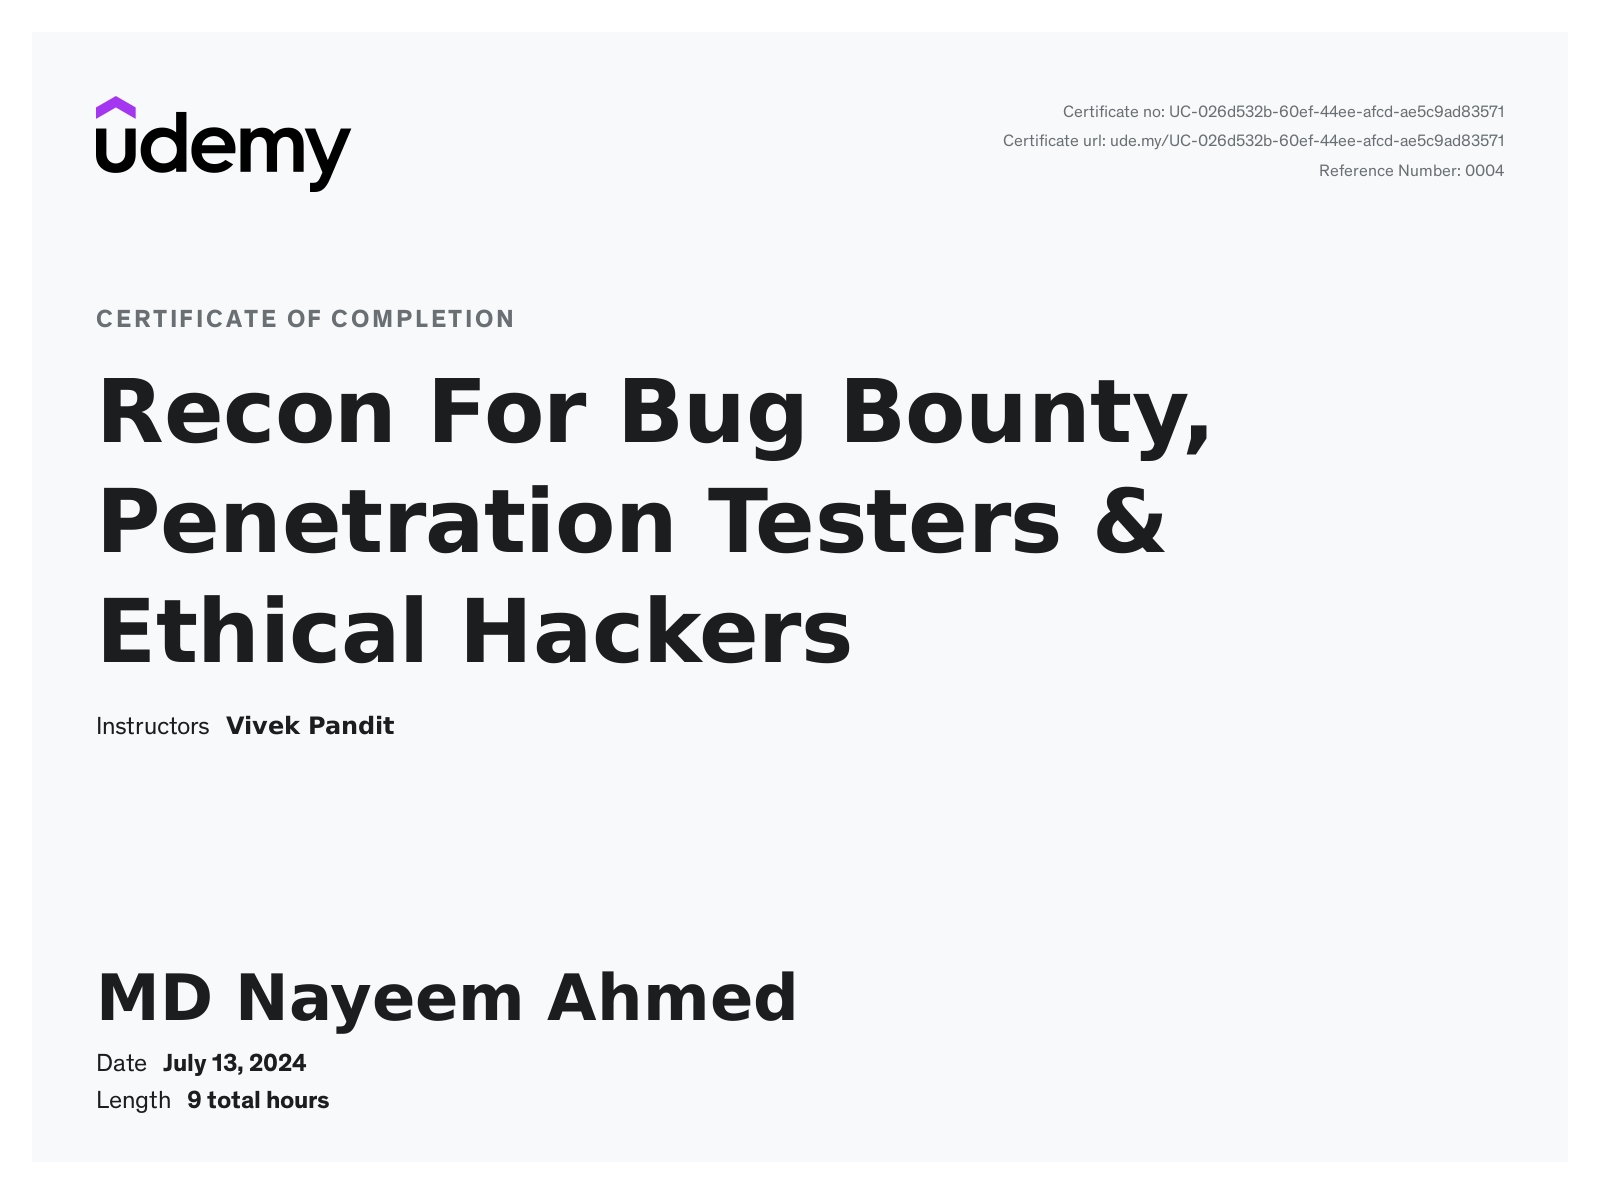 udemy
Certificate no: UC-026d532b-60ef-44ee-afcd-ae5c9ad83571
Certificate url: ude.my/UC-026d532b-60ef-44ee-afcd-ae5c9ad83571
Reference Number: 0004
CERTIFICATE OF COMPLETION
Recon For Bug Bounty,
Penetration Testers &
Ethical Hackers
Instructors Vivek Pandit
MD Nayeem Ahmed
Date July 13, 2024
Length 9 total hours